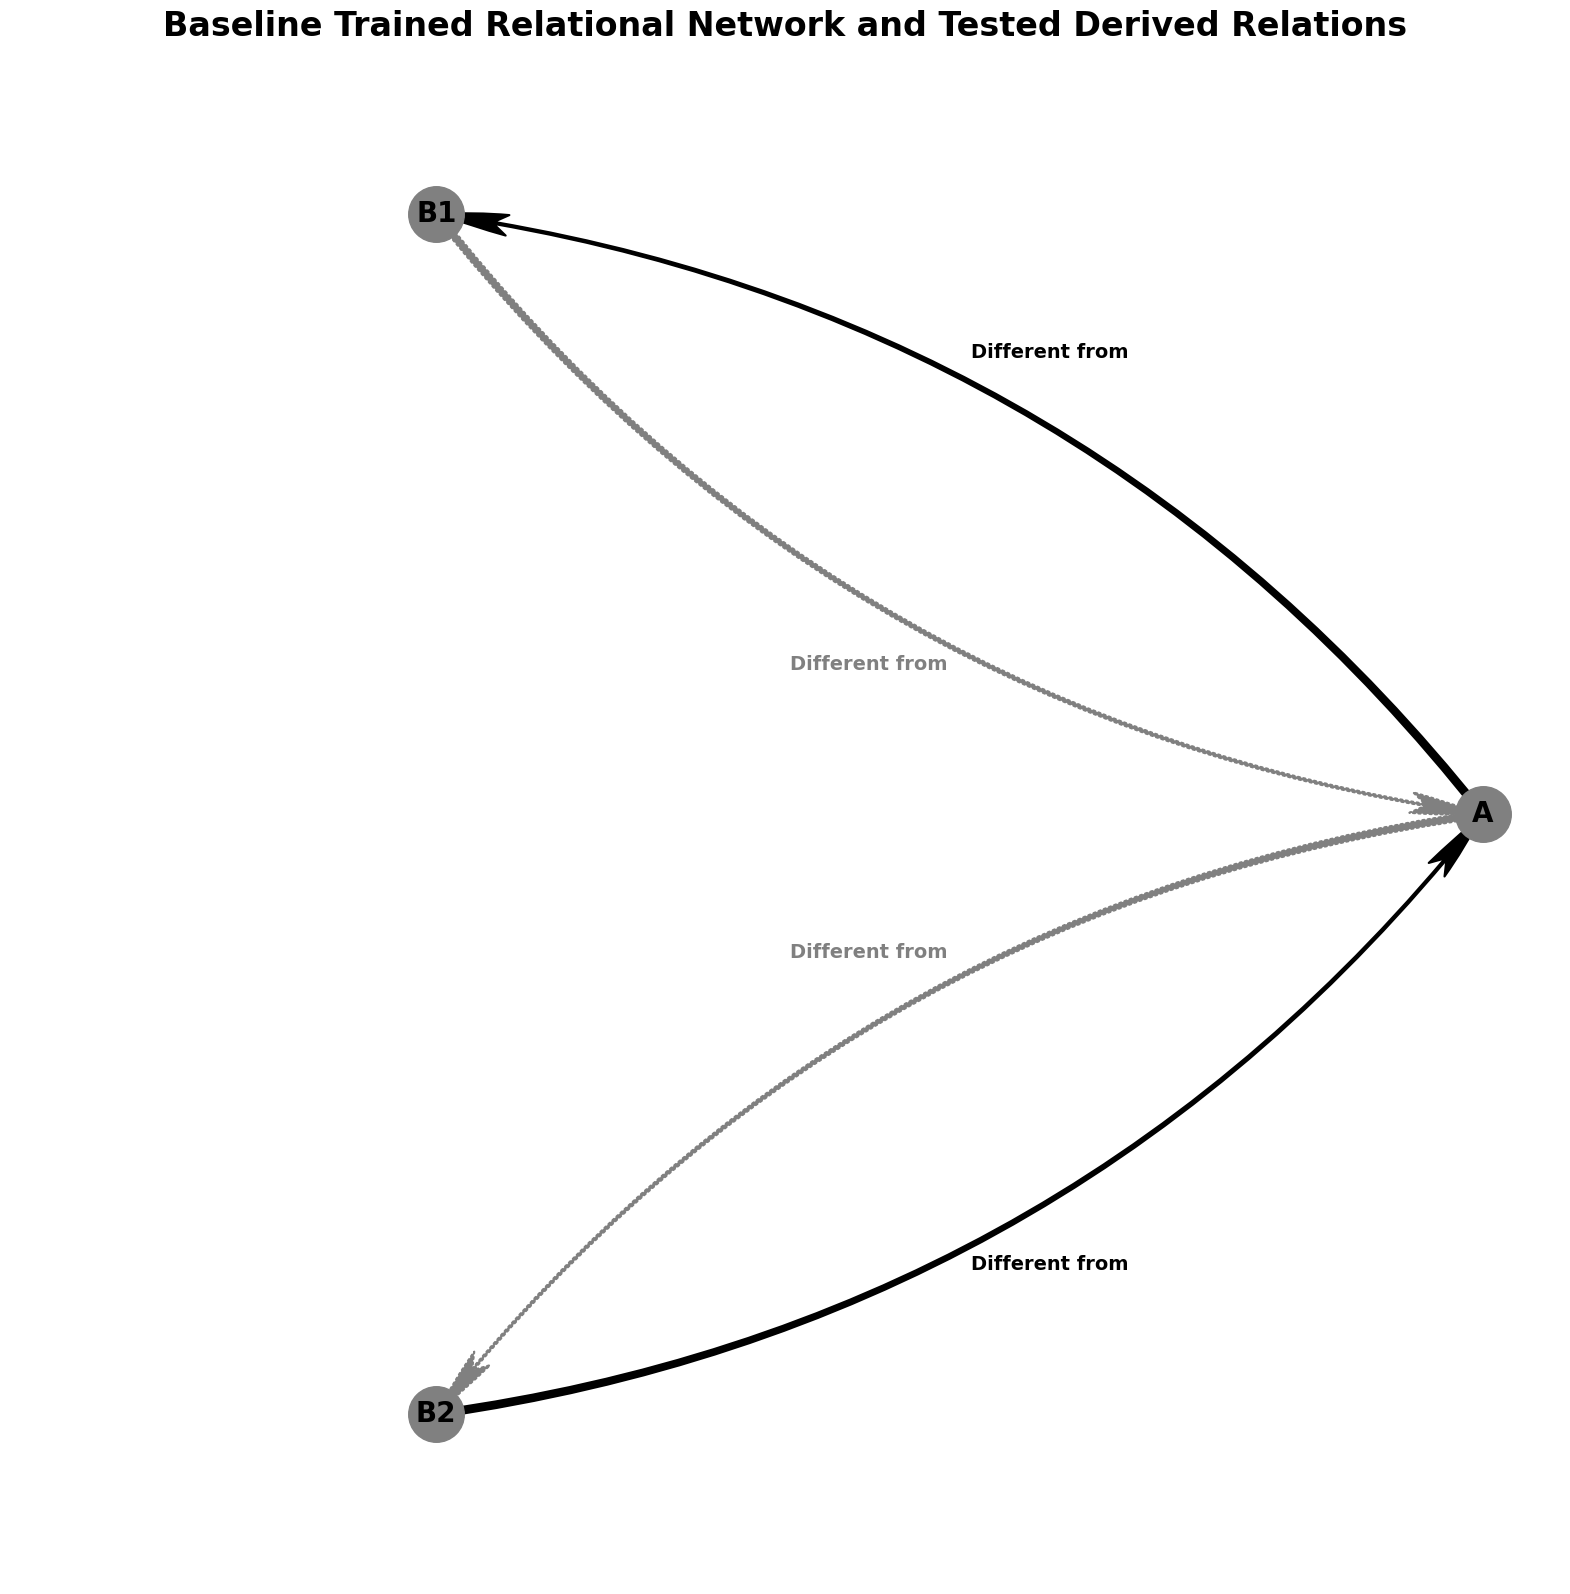 Baseline Trained Relational Network and Tested Derived Relations
B1
Different from
Different from
A
Different from
Different from
B2